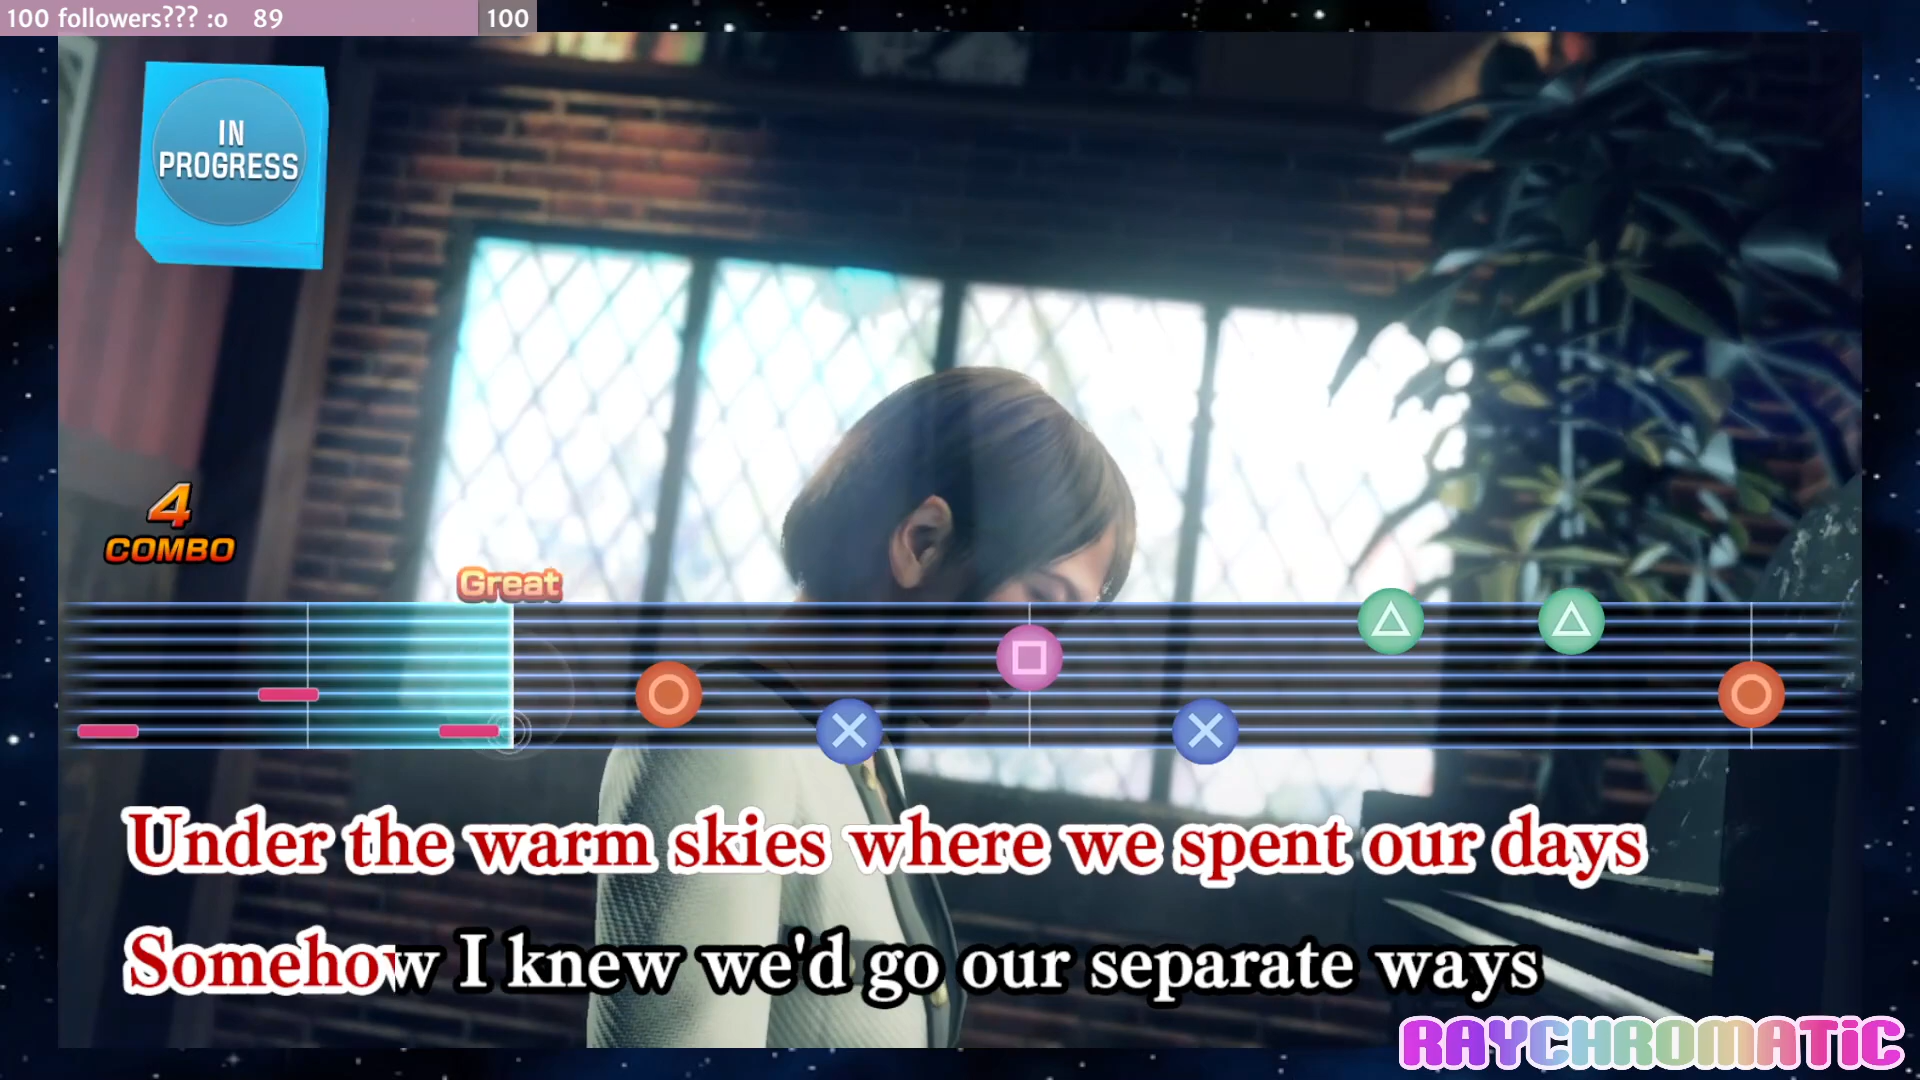 100 followers??? :o 89 100
IN
PROGRESS
4
COMBO
Great
Under the warm skies where we spent our days
Somehow I knew we'd go our separate ways
RAYCHROMATiC